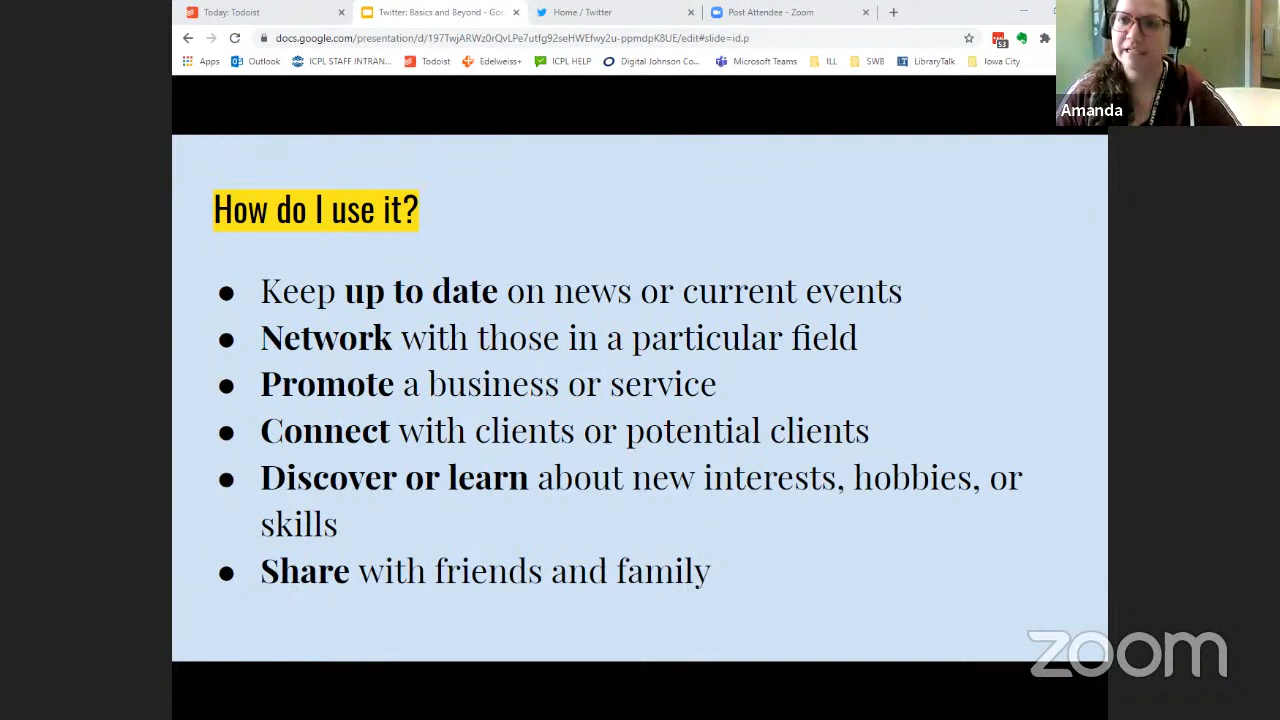 Today: Todoist
Twitter: Basics and Beyond - Goo
Home / Twitter
Post Attendee - Zoom
docs.google.com/presentation/d/197TwjARWz0rQvLPe7utfg92seHWEfwy2u-ppmdpK8UE/edit#slide=id.p
53
Apps
Outlook
ICPL STAFF INTRAN...
Todoist
Edelweiss+
ICPL HELP
Digital Johnson Co...
Microsoft Teams
ILL
SWB
LibraryTalk
Iowa City
Amanda
How do I use it?
● Keep up to date on news or current events
● Network with those in a particular field
● Promote a business or service
● Connect with clients or potential clients
● Discover or learn about new interests, hobbies, or
skills
● Share with friends and family
zoom